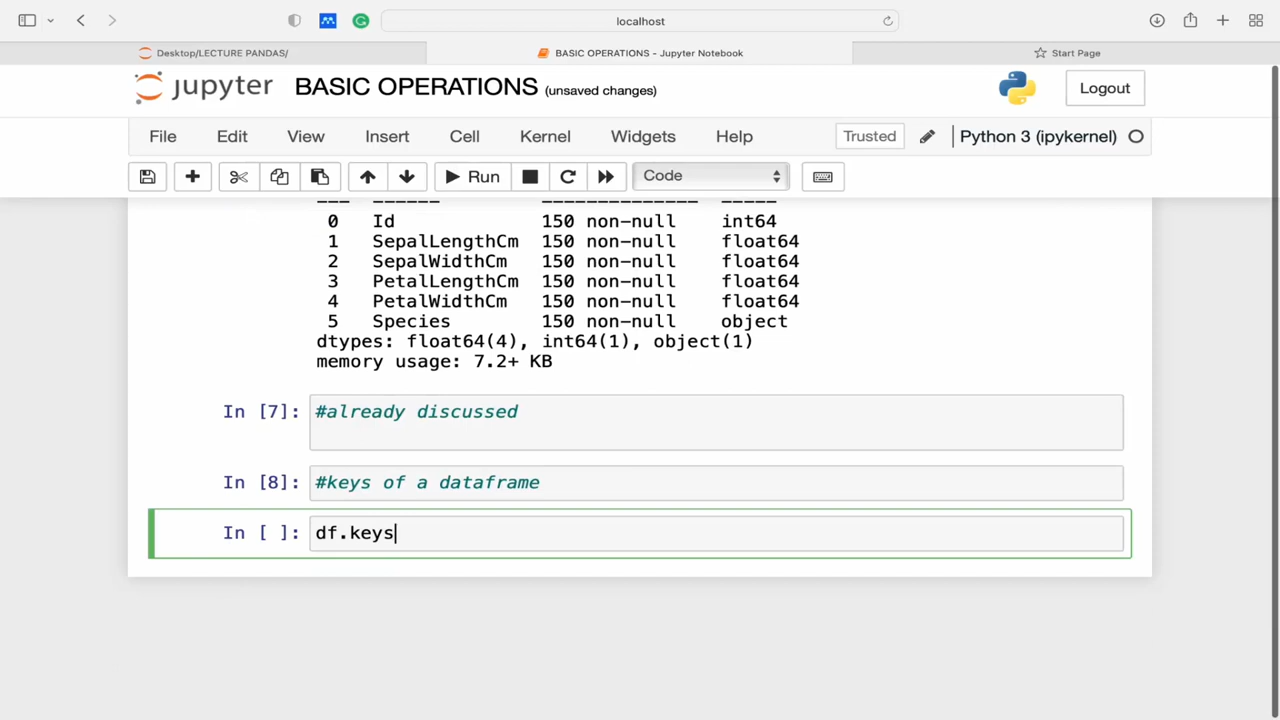 localhost
Desktop/LECTURE PANDAS/ BASIC OPERATIONS - Jupyter Notebook Start Page
jupyter BASIC OPERATIONS (unsaved changes) Logout
File Edit View Insert Cell Kernel Widgets Help Trusted Python 3 (ipykernel)
Run Code
--- ------ -------------- -----
0 Id 150 non-null int64
1 SepalLengthCm 150 non-null float64
2 SepalWidthCm 150 non-null float64
3 PetalLengthCm 150 non-null float64
4 PetalWidthCm 150 non-null float64
5 Species 150 non-null object
dtypes: float64(4), int64(1), object(1)
memory usage: 7.2+ KB
In [7]: #already discussed
In [8]: #keys of a dataframe
In [ ]: df.keys